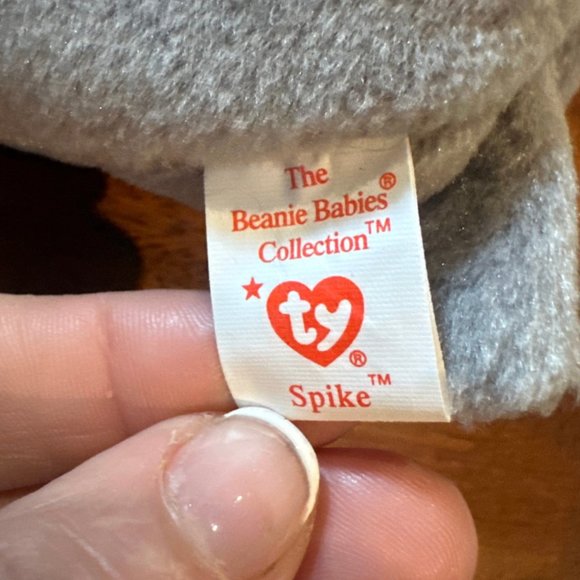 The
Beanie Babies®
Collection™
★ ty®
Spike™